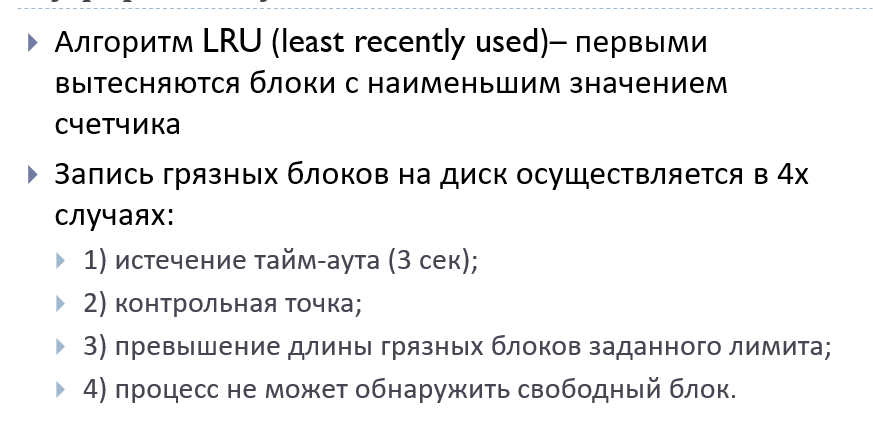 Алгоритм LRU (least recently used)– первыми
вытесняются блоки с наименьшим значением
счетчика
Запись грязных блоков на диск осуществляется в 4х
случаях:
1) истечение тайм-аута (3 сек);
2) контрольная точка;
3) превышение длины грязных блоков заданного лимита;
4) процесс не может обнаружить свободный блок.